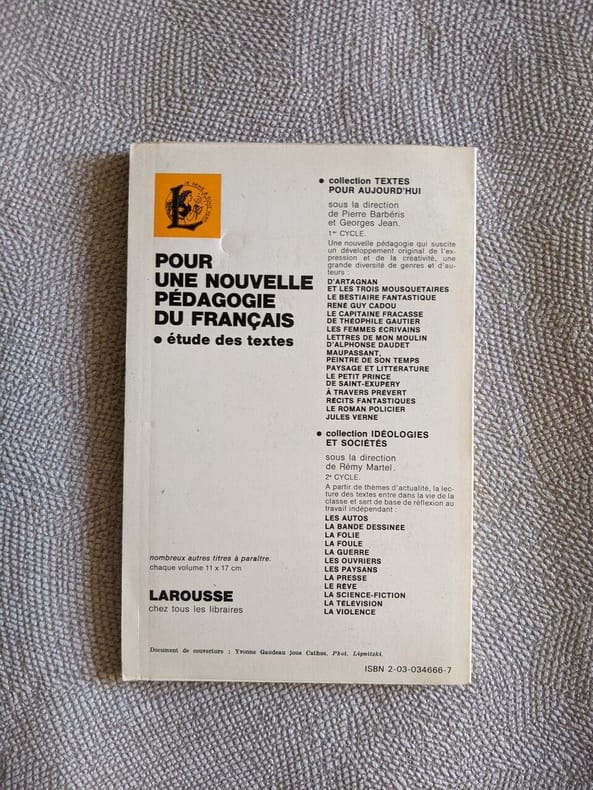 POUR
UNE NOUVELLE
PÉDAGOGIE
DU FRANÇAIS
• étude des textes
nombreux autres titres à paraître.
chaque volume 11 x 17 cm
LAROUSSE
chez tous les libraires
• collection TEXTES
POUR AUJOURD'HUI
sous la direction
de Pierre Barbéris
et Georges Jean.
1er CYCLE.
Une nouvelle pédagogie qui suscite
un développement original de l'ex-
pression et de la créativité, une
grande diversité de genres et d'au-
teurs :
D'ARTAGNAN
ET LES TROIS MOUSQUETAIRES
LE BESTIAIRE FANTASTIQUE
RENÉ GUY CADOU
LE CAPITAINE FRACASSE
DE THÉOPHILE GAUTIER
LES FEMMES ÉCRIVAINS
LETTRES DE MON MOULIN
D'ALPHONSE DAUDET
MAUPASSANT,
PEINTRE DE SON TEMPS
PAYSAGE ET LITTERATURE
LE PETIT PRINCE
DE SAINT-EXUPERY
À TRAVERS PREVERT
RÉCITS FANTASTIQUES
LE ROMAN POLICIER
JULES VERNE
• collection IDÉOLOGIES
ET SOCIÉTÉS
sous la direction
de Rémy Martel.
2e CYCLE.
A partir de thèmes d'actualité, la lec-
ture des textes entre dans la vie de la
classe et sert de base de réflexion au
travail indépendant :
LES AUTOS
LA BANDE DESSINÉE
LA FOLIE
LA FOULE
LA GUERRE
LES OUVRIERS
LES PAYSANS
LA PRESSE
LE RÊVE
LA SCIENCE-FICTION
LA TÉLÉVISION
LA VIOLENCE
Document de couverture : Yvonne Gaudeau joue Cathos. Phot. Lipnitzki.
ISBN 2-03-034666-7